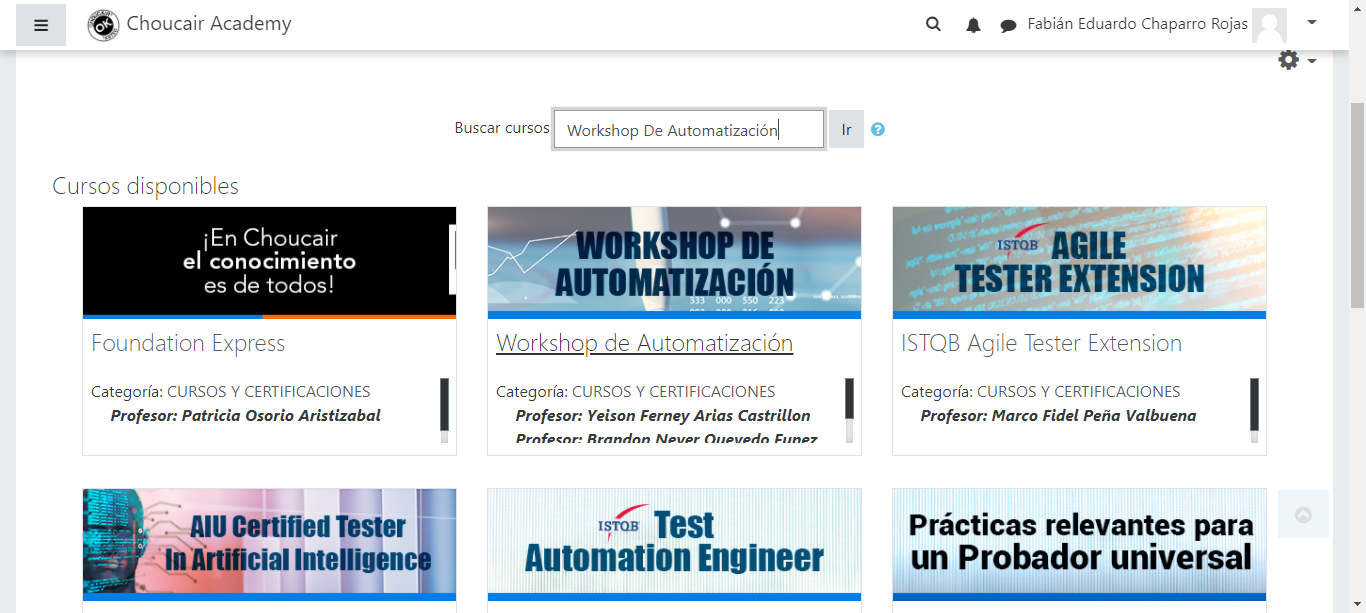 Choucair Academy
Fabián Eduardo Chaparro Rojas
Buscar cursos
Workshop De Automatización
Ir
Cursos disponibles
¡En Choucair
el conocimiento
es de todos!
Foundation Express
Categoría: CURSOS Y CERTIFICACIONES
Profesor: Patricia Osorio Aristizabal
WORKSHOP DE
AUTOMATIZACIÓN
333 000 550 223
Workshop de Automatización
Categoría: CURSOS Y CERTIFICACIONES
Profesor: Yeison Ferney Arias Castrillon
Profesor: Brandon Never Quevedo Funez
ISTQB AGILE
TESTER EXTENSION
ISTQB Agile Tester Extension
Categoría: CURSOS Y CERTIFICACIONES
Profesor: Marco Fidel Peña Valbuena
AIU Certified Tester
In Artificial Intelligence
ISTQB Test
Automation Engineer
Prácticas relevantes para
un Probador universal